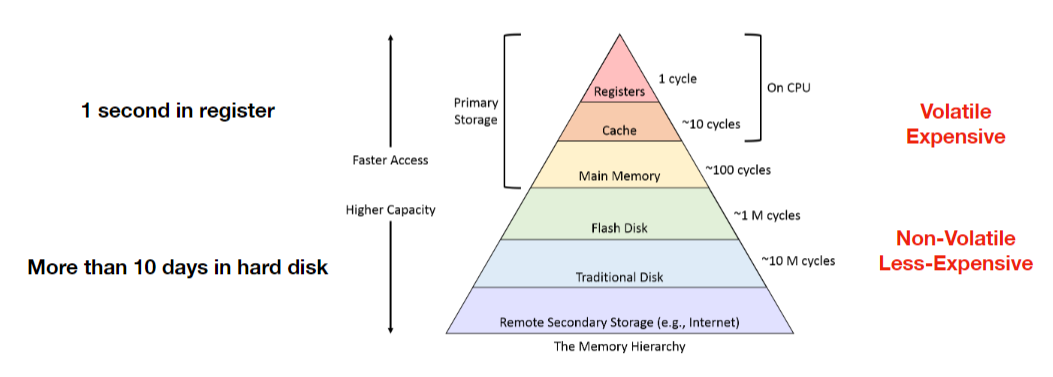 1 second in register
More than 10 days in hard disk
Faster Access
Higher Capacity
Primary
Storage
Registers
Cache
Main Memory
Flash Disk
Traditional Disk
Remote Secondary Storage (e.g., Internet)
The Memory Hierarchy
1 cycle
~10 cycles
~100 cycles
~1 M cycles
~10 M cycles
On CPU
Volatile
Expensive
Non-Volatile
Less-Expensive